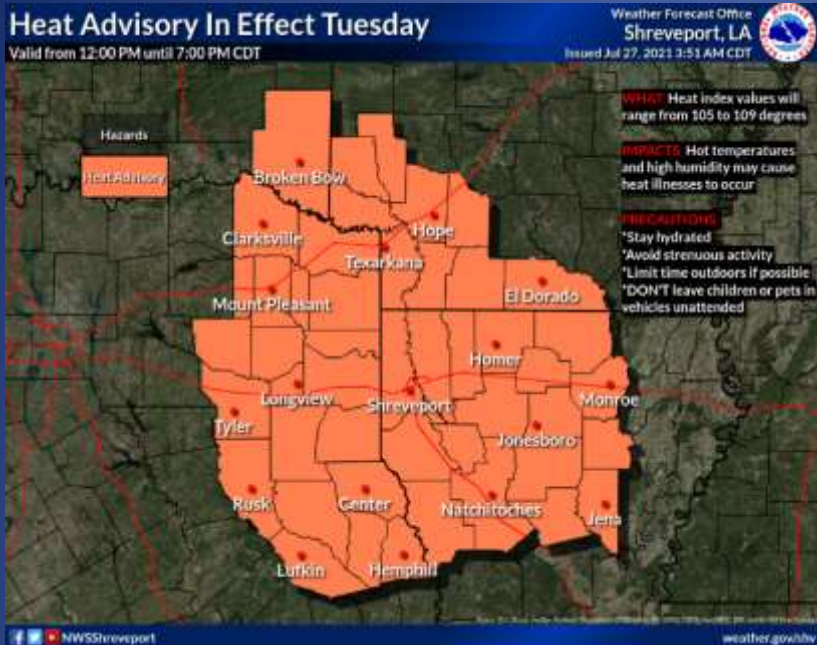 Heat Advisory In Effect Tuesday
Valid from 12:00 PM until 7:00 PM CDT
Weather Forecast Office
Shreveport, LA
Issued Jul 27, 2021 3:51 AM CDT
Hazards
Heat Advisory
WHAT Heat index values will
range from 105 to 109 degrees
IMPACTS Hot temperatures
and high humidity may cause
heat illnesses to occur
PRECAUTIONS
*Stay hydrated
*Avoid strenuous activity
*Limit time outdoors if possible
*DON'T leave children or pets in
vehicles unattended
Broken Bow
Clarksville
Hope
Texarkana
Mount Pleasant
El Dorado
Homer
Longview
Shreveport
Monroe
Tyler
Jonesboro
Rusk
Center
Natchitoches
Jena
Lufkin
Hemphill
NWSShreveport
weather.gov/shv